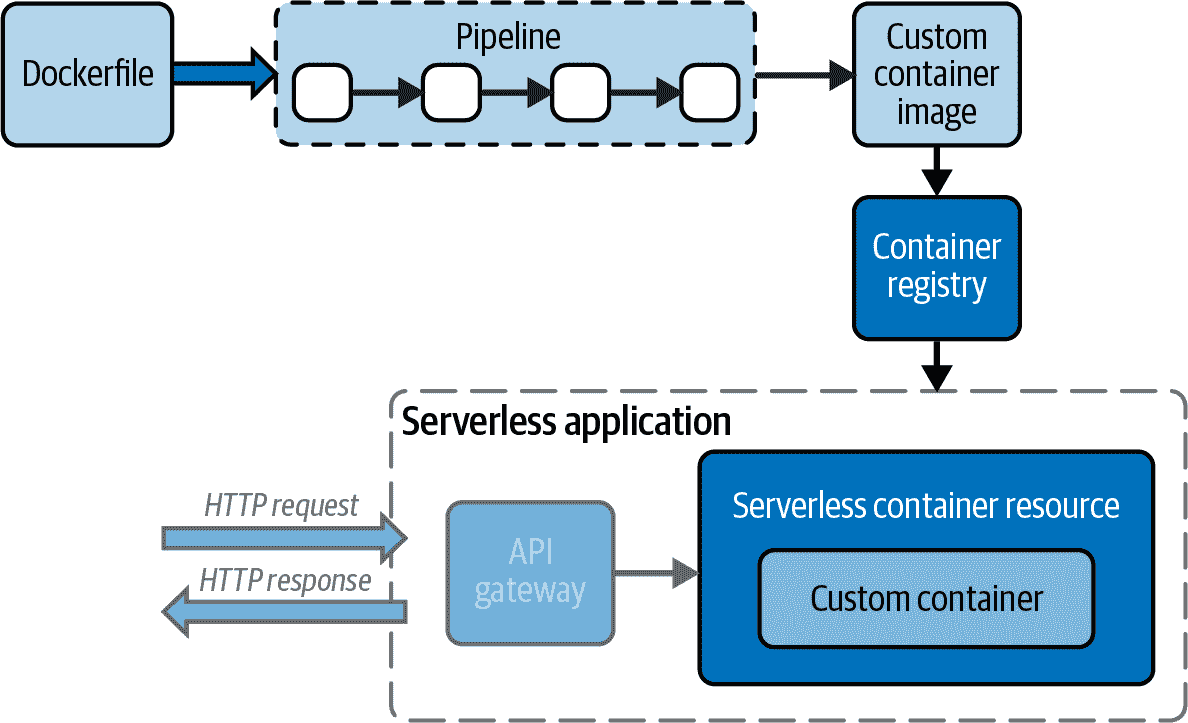 Dockerfile
Pipeline
Custom
container
image
Container
registry
Serverless application
HTTP request
HTTP response
API
gateway
Serverless container resource
Custom container